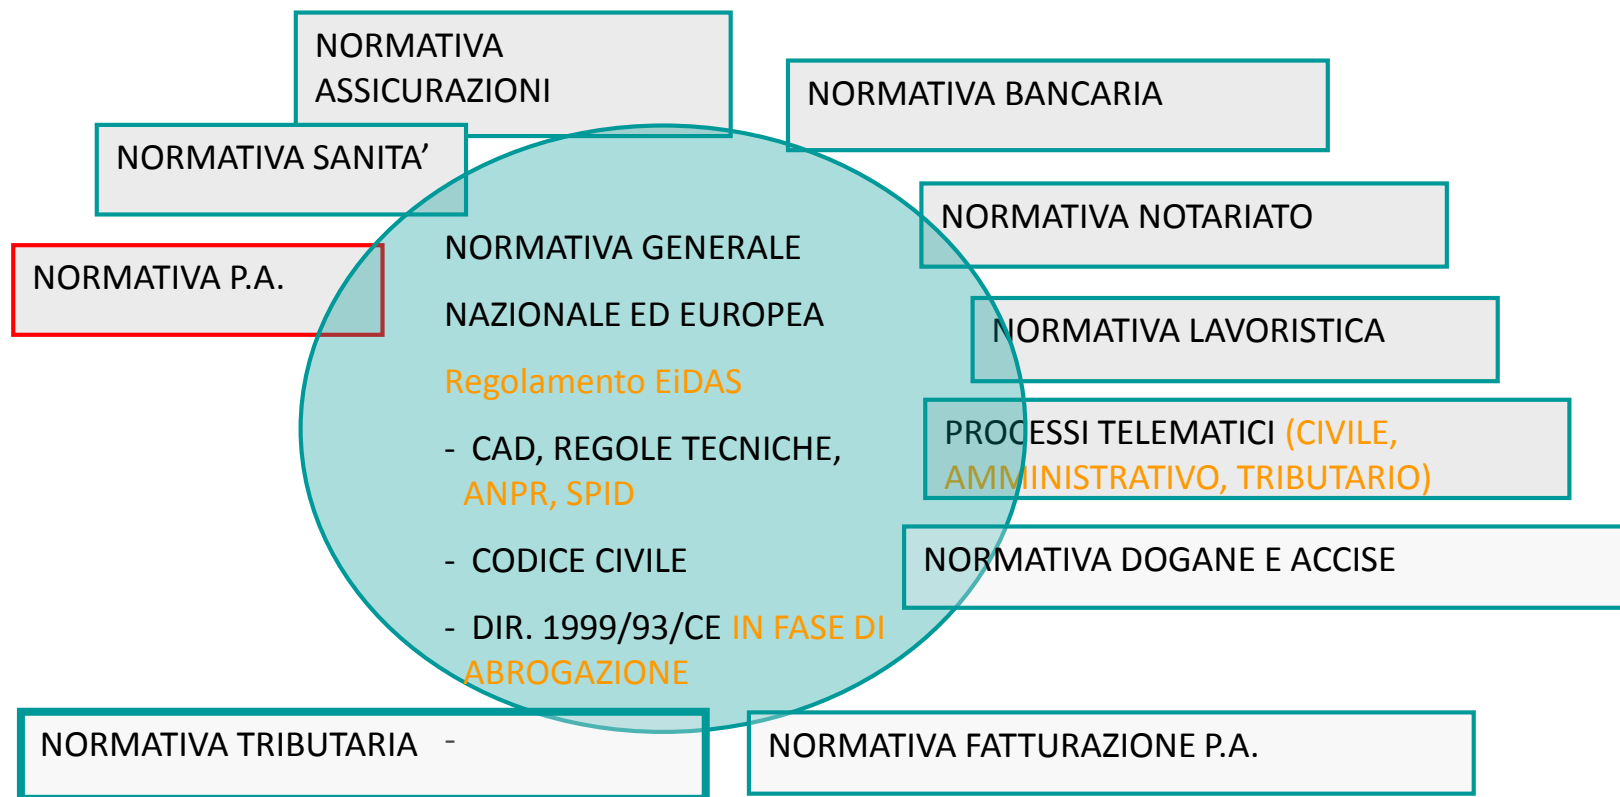 NORMATIVA
ASSICURAZIONI
NORMATIVA BANCARIA
NORMATIVA SANITA’
NORMATIVA NOTARIATO
NORMATIVA P.A.
NORMATIVA GENERALE
NAZIONALE ED EUROPEA
Regolamento EiDAS
- CAD, REGOLE TECNICHE,
ANPR, SPID
- CODICE CIVILE
- DIR. 1999/93/CE IN FASE DI
ABROGAZIONE
-
NORMATIVA LAVORISTICA
PROCESSI TELEMATICI (CIVILE,
AMMINISTRATIVO, TRIBUTARIO)
NORMATIVA DOGANE E ACCISE
NORMATIVA TRIBUTARIA
NORMATIVA FATTURAZIONE P.A.